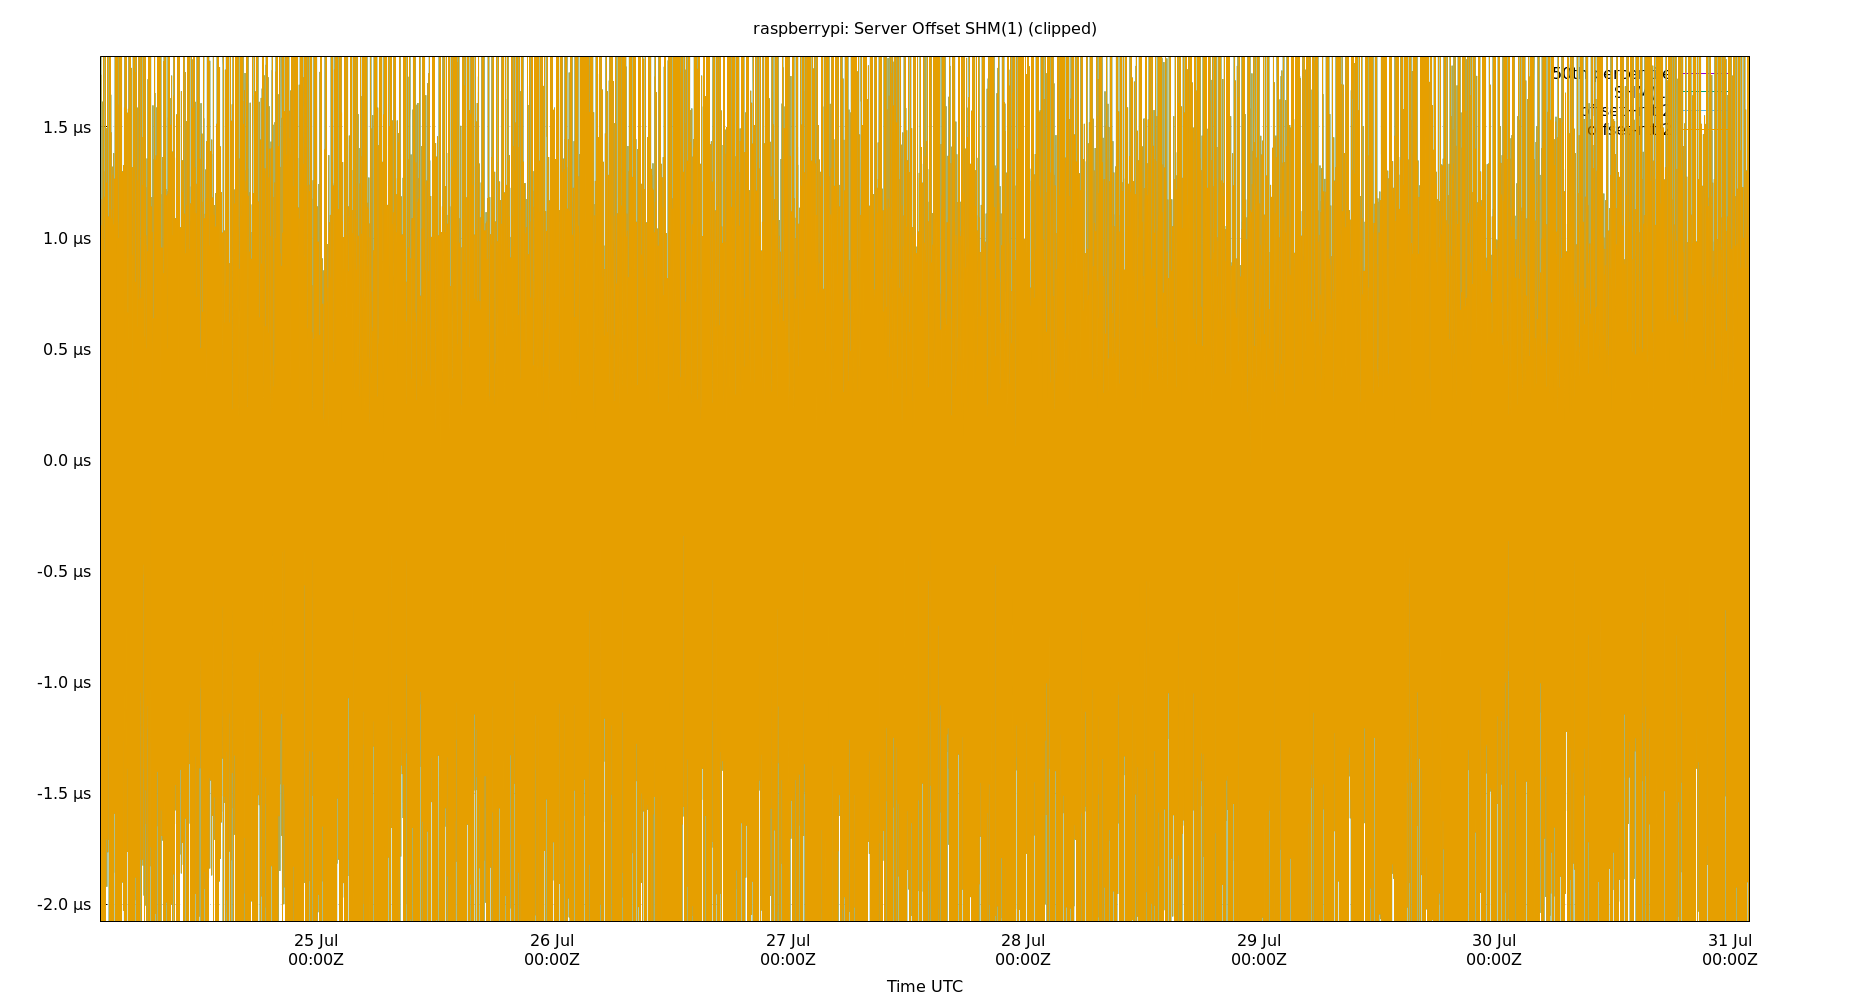 raspberrypi: Server Offset SHM(1) (clipped)
1.5 µs
1.0 µs
0.5 µs
0.0 µs
-0.5 µs
-1.0 µs
-1.5 µs
-2.0 µs
25 Jul 26 Jul 27 Jul 28 Jul 29 Jul 30 Jul 31 Jul
00:00Z 00:00Z 00:00Z 00:00Z 00:00Z 00:00Z 00:00Z
Time UTC